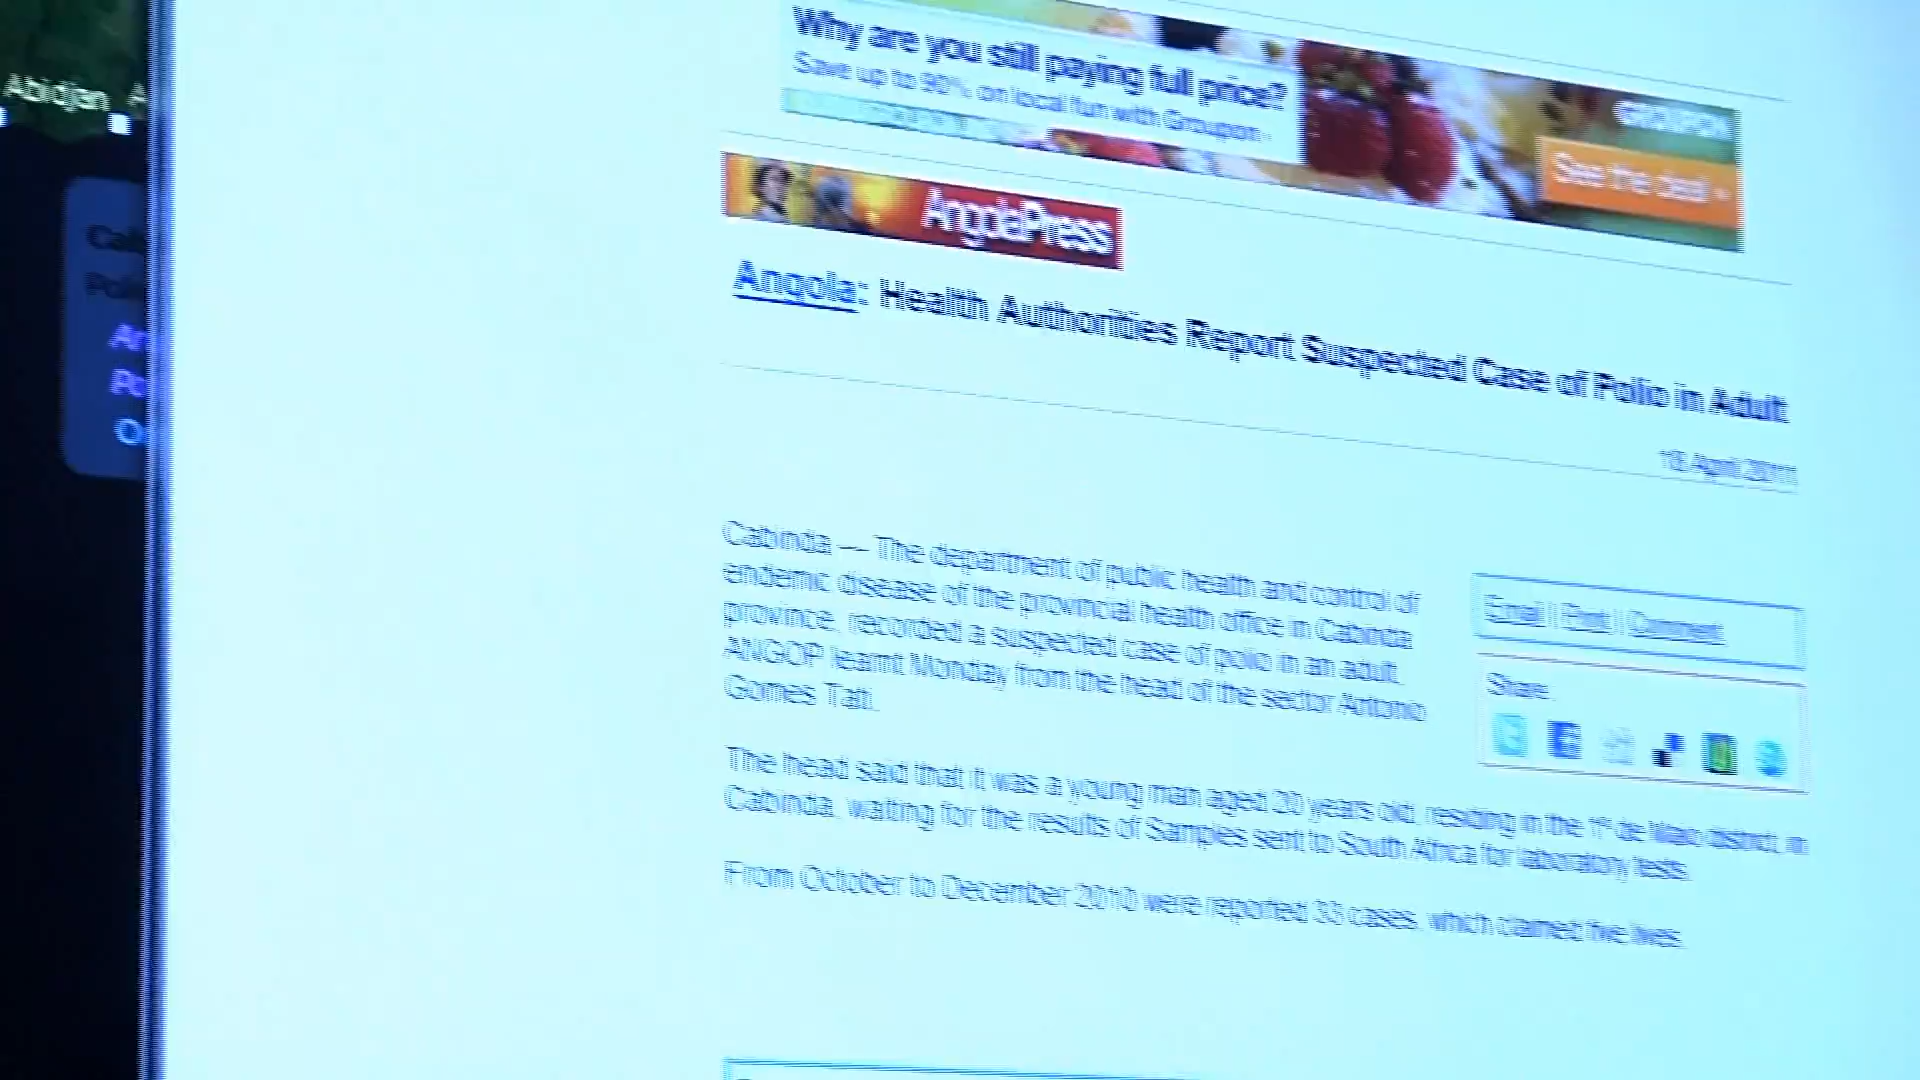 Why are you still paying full price?
Save up to 90% on local fun with Groupon
GROUPON
See the deal
Abidjan
AngolaPress
Angola: Health Authorities Report Suspected Case of Polio in Adult
April 2011
Cabinda — The department of public health and control of
endemic disease of the provincial health office in Cabinda
province, recorded a suspected case of polio in an adult,
ANGOP learnt Monday from the head of the sector Antonio
Gomes Tati.
Email | Print | Comment
Share:
The head said that it was a young man aged 20 years old, residing in the 1º de Maio district, in
Cabinda, waiting for the results of Samples sent to South Africa for laboratory tests.
From October to December 2010 were reported 33 cases, which claimed five lives.